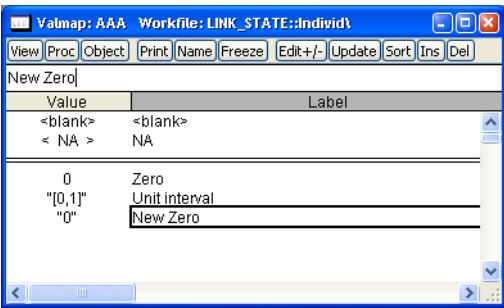 Valmap: AAA   Workfile: LINK_STATE::Individ\
View Proc Object Print Name Freeze Edit+/- Update Sort Ins Del
New Zero
Value Label
<blank> <blank>
< NA > NA
0 Zero
"[0,1]" Unit interval
"0" New Zero